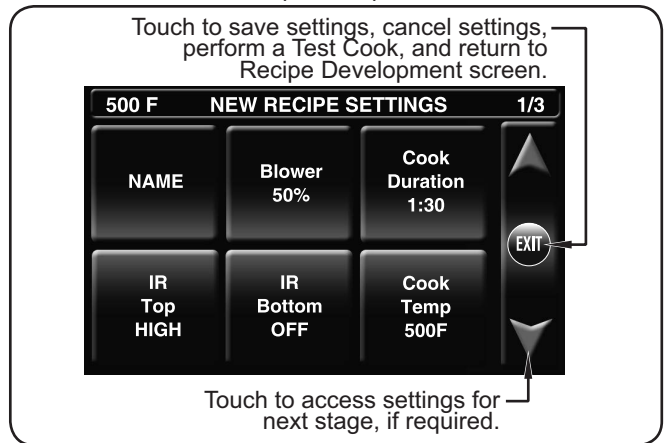 Touch to save settings, cancel settings,
perform a Test Cook, and return to
Recipe Development screen.
500 F NEW RECIPE SETTINGS 1/3
NAME
Blower
50%
Cook
Duration
1:30
EXIT
IR
Top
HIGH
IR
Bottom
OFF
Cook
Temp
500F
Touch to access settings for
next stage, if required.